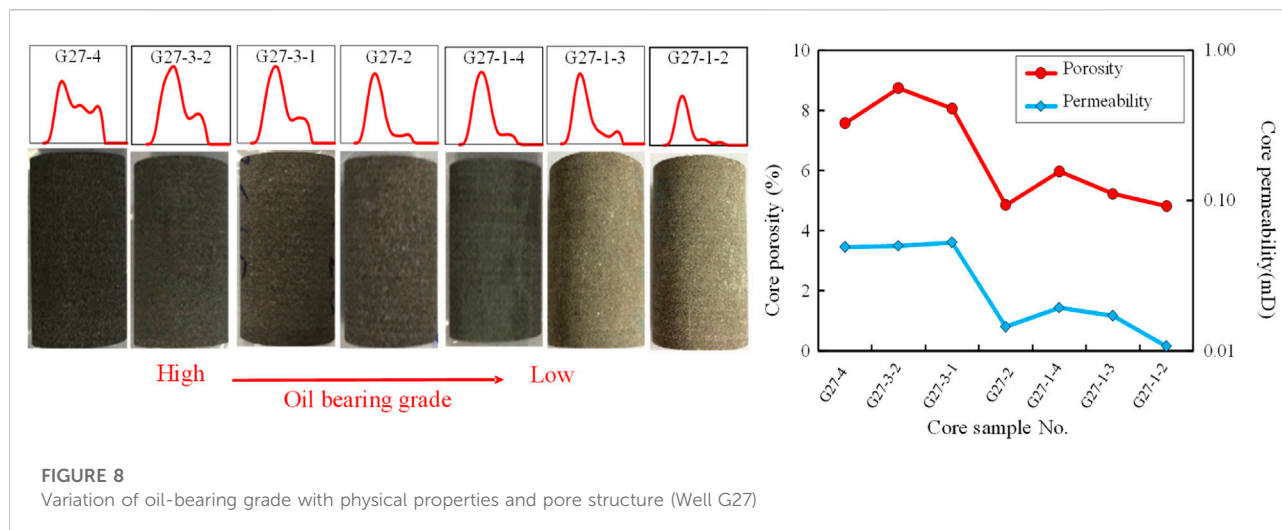 G27-4 G27-3-2 G27-3-1 G27-2 G27-1-4 G27-1-3 G27-1-2
High Low
Oil bearing grade
10
8
6
4
2
0
Core porosity (%)
Porosity
Permeability
1.00
0.10
0.01
Core permeability(mD)
G27-4 G27-3-2 G27-3-1 G27-2 G27-1-4 G27-1-3 G27-1-2
Core sample No.
FIGURE 8
Variation of oil-bearing grade with physical properties and pore structure (Well G27)